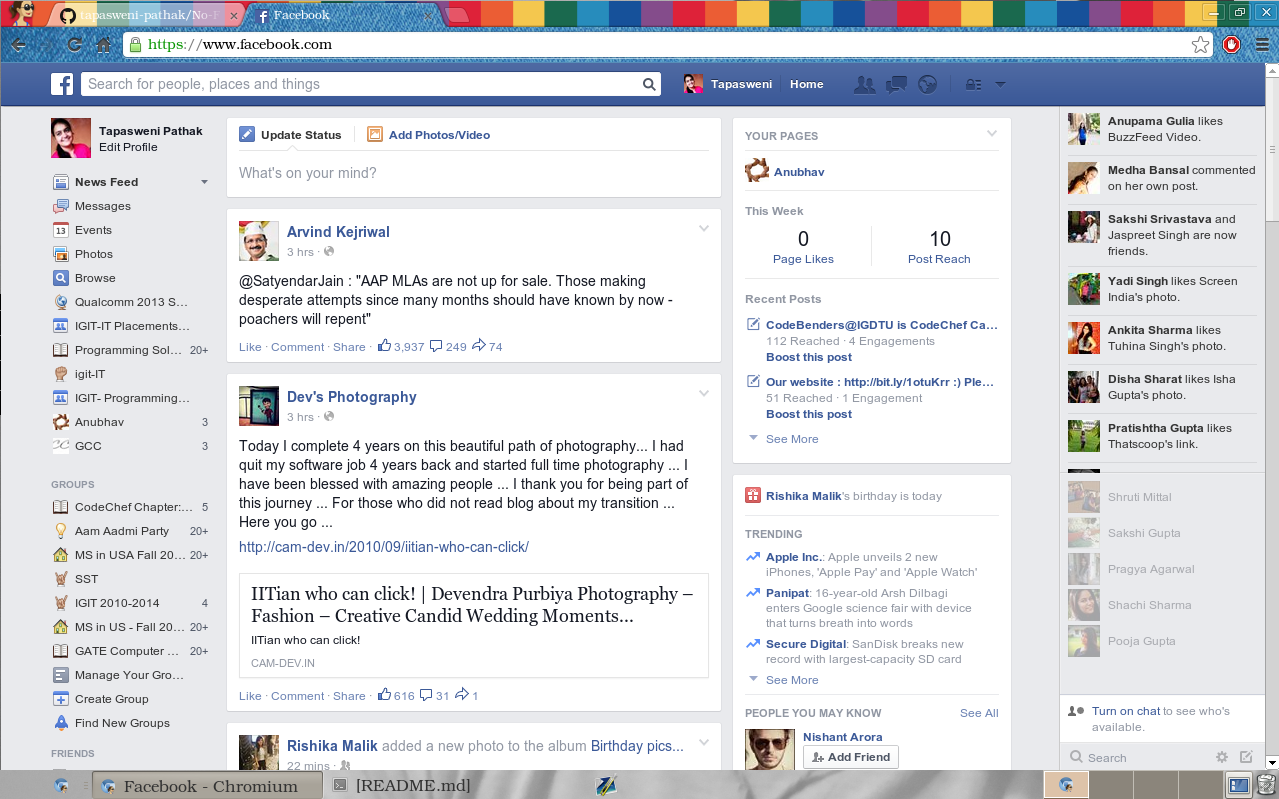 tapasweni-pathak/No-F
Facebook
https://www.facebook.com
Search for people, places and things
Tapasweni
Home
Tapasweni Pathak
Edit Profile
News Feed
Messages
13
Events
Photos
Browse
Qualcomm 2013 S...
IGIT-IT Placements...
Programming Sol... 20+
igit-IT
IGIT- Programming...
Anubhav 3
GCC 3
GROUPS
CodeChef Chapter:... 5
Aam Aadmi Party 20+
MS in USA Fall 20... 20+
SST
IGIT 2010-2014 4
MS in US - Fall 20... 20+
GATE Computer ... 20+
Manage Your Gro...
Create Group
Find New Groups
FRIENDS
Update Status
Add Photos/Video
What's on your mind?
Arvind Kejriwal
3 hrs ·
@SatyendarJain : "AAP MLAs are not up for sale. Those making
desperate attempts since many months should have known by now -
poachers will repent"
Like · Comment · Share · 3,937 249 74
Dev's Photography
3 hrs ·
Today I complete 4 years on this beautiful path of photography... I had
quit my software job 4 years back and started full time photography ... I
have been blessed with amazing people ... I thank you for being part of
this journey ... For those who did not read blog about my transition ...
Here you go ...
http://cam-dev.in/2010/09/iitian-who-can-click/
IITian who can click! | Devendra Purbiya Photography –
Fashion – Creative Candid Wedding Moments...
IITian who can click!
CAM-DEV.IN
Like · Comment · Share · 616 31 1
Rishika Malik added a new photo to the album Birthday pics...
22 mins ·
YOUR PAGES
Anubhav
This Week
0
Page Likes
10
Post Reach
Recent Posts
CodeBenders@IGDTU is CodeChef Ca...
112 Reached · 4 Engagements
Boost this post
Our website : http://bit.ly/1otuKrr :) Ple...
51 Reached · 1 Engagement
Boost this post
See More
Rishika Malik's birthday is today
TRENDING
Apple Inc.: Apple unveils 2 new
iPhones, 'Apple Pay' and 'Apple Watch'
Panipat: 16-year-old Arsh Dilbagi
enters Google science fair with device
that turns breath into words
Secure Digital: SanDisk breaks new
record with largest-capacity SD card
See More
PEOPLE YOU MAY KNOW
See All
Nishant Arora
Add Friend
Anupama Gulia likes
BuzzFeed Video.
Medha Bansal commented
on her own post.
Sakshi Srivastava and
Jaspreet Singh are now
friends.
Yadi Singh likes Screen
India's photo.
Ankita Sharma likes
Tuhina Singh's photo.
Disha Sharat likes Isha
Gupta's photo.
Pratishtha Gupta likes
Thatscoop's link.
Shruti Mittal
Sakshi Gupta
Pragya Agarwal
Shachi Sharma
Pooja Gupta
Turn on chat to see who's
available.
Search
Facebook - Chromium
[README.md]